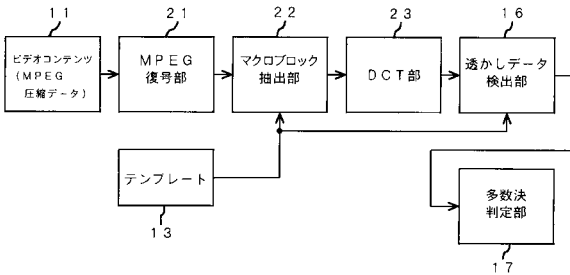 11
21
22
23
16
ビデオコンテンツ
(MPEG
圧縮データ)
MPEG
復号部
マクロブロック
抽出部
DCT部
透かしデータ
検出部
テンプレート
13
多数決
判定部
17